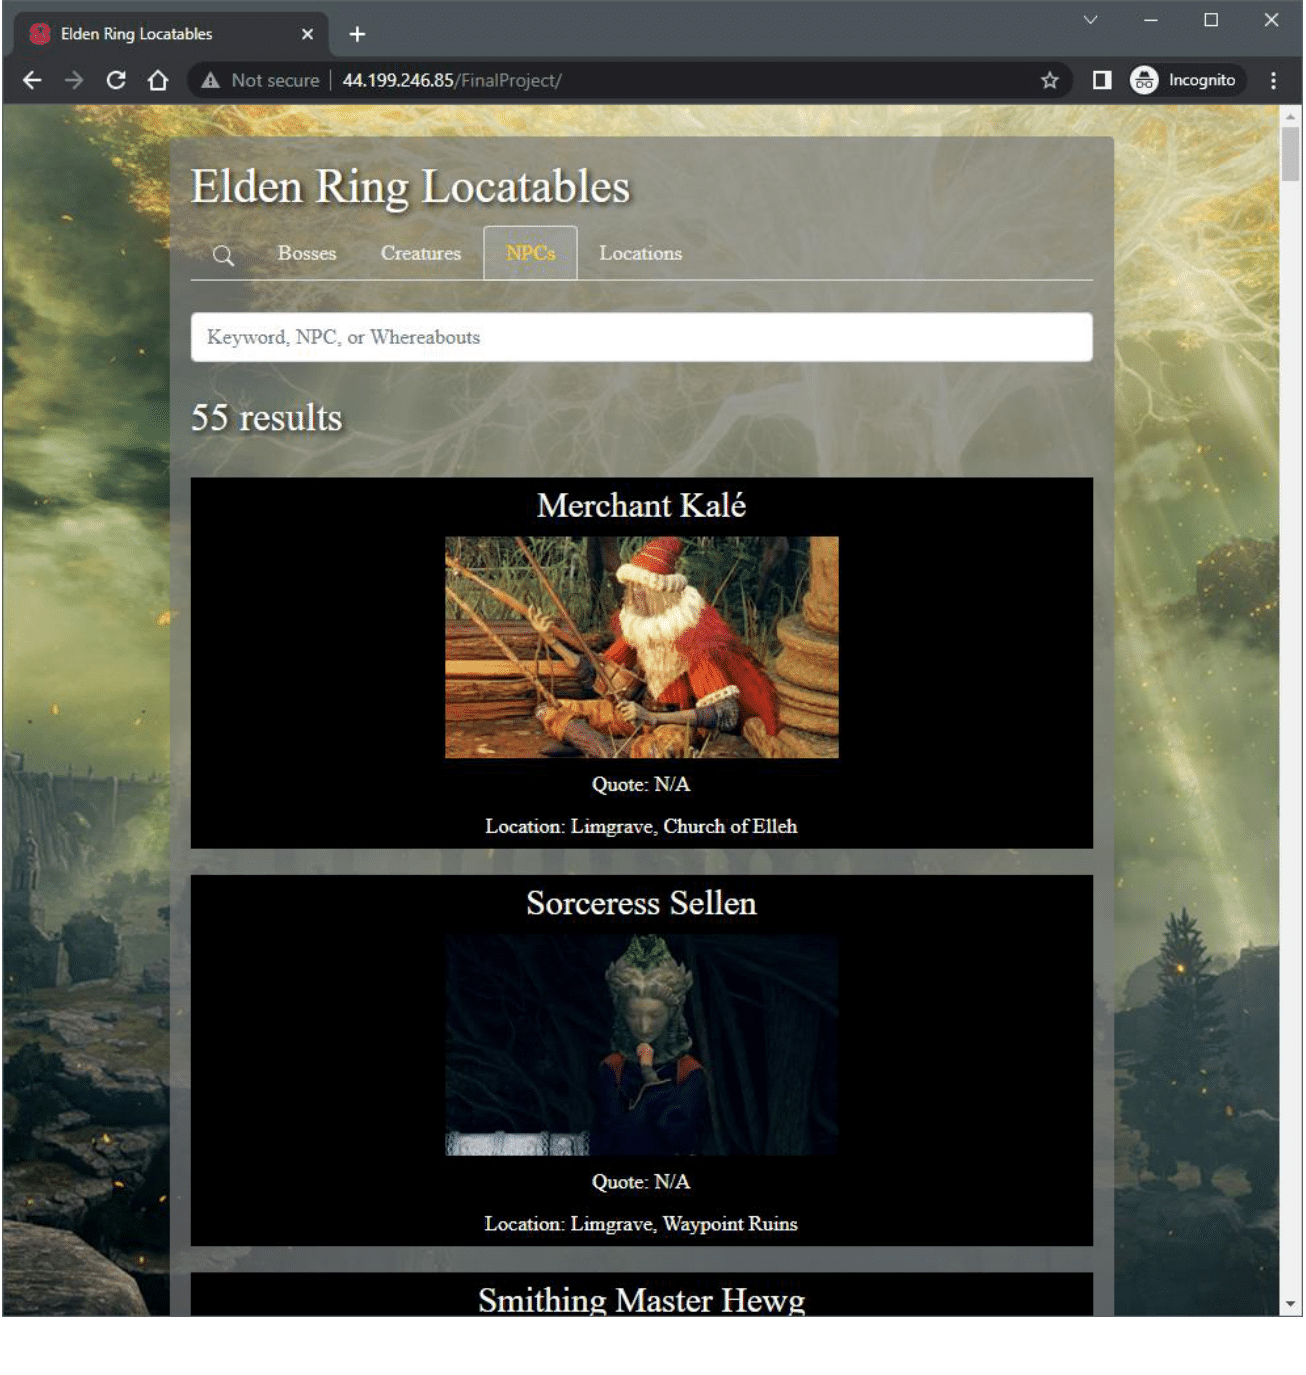 Elden Ring Locatables
Not secure | 44.199.246.85/FinalProject/
Incognito
Elden Ring Locatables
Bosses Creatures NPCs Locations
Keyword, NPC, or Whereabouts
55 results
Merchant Kalé
Quote: N/A
Location: Limgrave, Church of Elleh
Sorceress Sellen
Quote: N/A
Location: Limgrave, Waypoint Ruins
Smithing Master Hewg